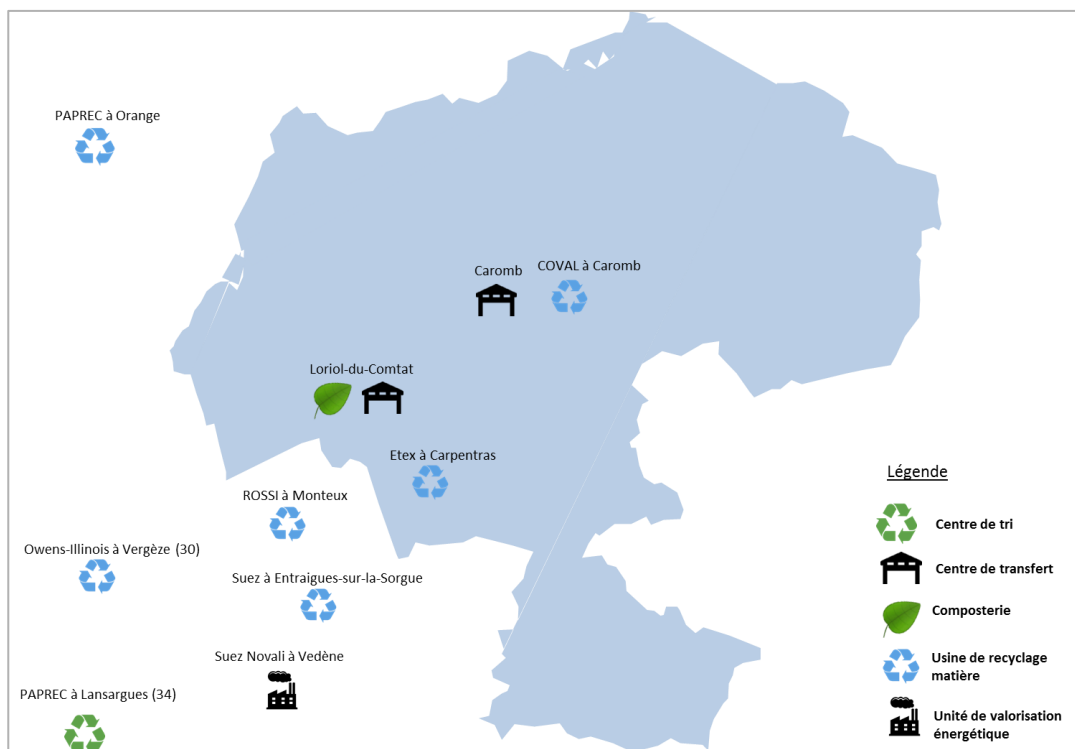 PAPREC à Orange
Caromb
COVAL à Caromb
Loriol-du-Comtat
Etex à Carpentras
ROSSI à Monteux
Owens-Illinois à Vergèze (30)
Suez à Entraigues-sur-la-Sorgue
Suez Novali à Vedène
PAPREC à Lansargues (34)
Légende
Centre de tri
Centre de transfert
Composterie
Usine de recyclage
matière
Unité de valorisation
énergétique